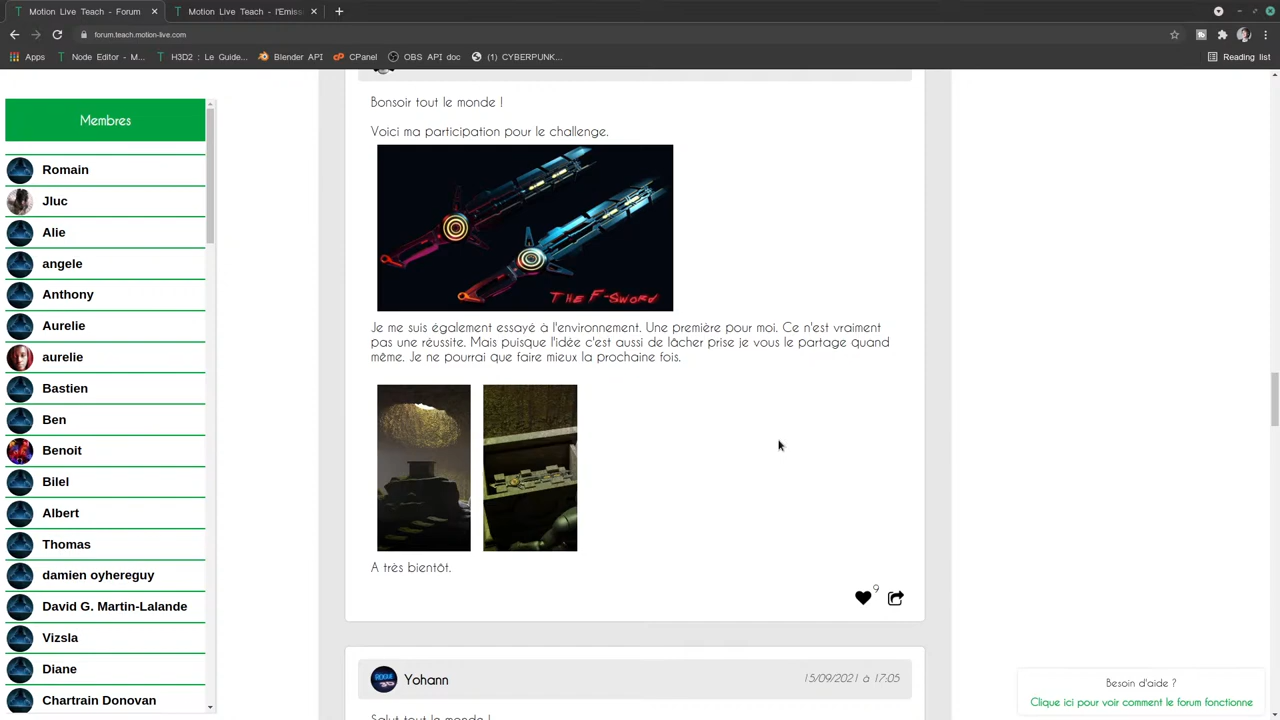 Motion Live Teach - Forum
Motion Live Teach - l'Emiss
forum.teach.motion-live.com
Apps
Node Editor - M...
H3D2 : Le Guide...
Blender API
CPanel
OBS API doc
(1) CYBERPUNK...
Reading list
Membres
Romain
Jluc
Alie
angele
Anthony
Aurelie
aurelie
Bastien
Ben
Benoit
Bilel
Albert
Thomas
damien oyhereguy
David G. Martin-Lalande
Vizsla
Diane
Chartrain Donovan
Bonsoir tout le monde !
Voici ma participation pour le challenge.
THE F-SWORD
Je me suis également essayé à l'environnement. Une première pour moi. Ce n'est vraiment
pas une réussite. Mais puisque l'idée c'est aussi de lâcher prise je vous le partage quand
même. Je ne pourrai que faire mieux la prochaine fois.
A très bientôt.
9
Yohann
15/09/2021 à 17:05
Salut tout le monde !
Besoin d'aide ?
Clique ici pour voir comment le forum fonctionne